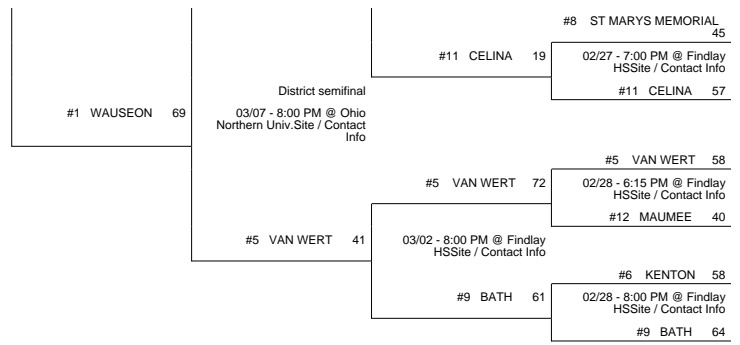 #8 ST MARYS MEMORIAL
45
#11 CELINA 19
02/27 - 7:00 PM @ Findlay
HSSite / Contact Info
#11 CELINA 57
District semifinal
#1 WAUSEON 69
03/07 - 8:00 PM @ Ohio
Northern Univ.Site / Contact
Info
#5 VAN WERT 58
#5 VAN WERT 72
02/28 - 6:15 PM @ Findlay
HSSite / Contact Info
#12 MAUMEE 40
#5 VAN WERT 41
03/02 - 8:00 PM @ Findlay
HSSite / Contact Info
#6 KENTON 58
#9 BATH 61
02/28 - 8:00 PM @ Findlay
HSSite / Contact Info
#9 BATH 64